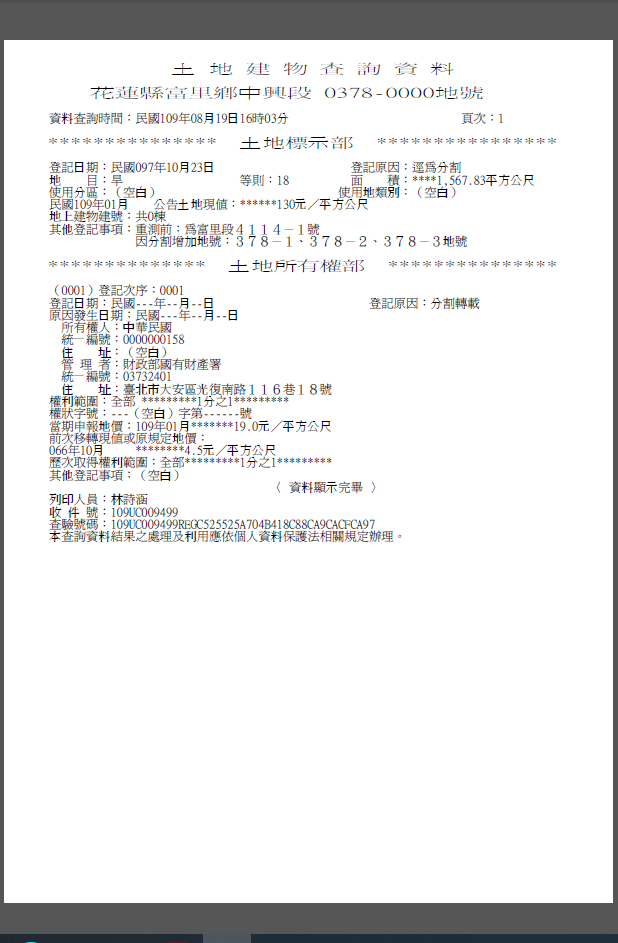 土 地 建 物 查 詢 資 料
花蓮縣富里鄉中興段 0378-0000地號
資料查詢時間：民國109年08月19日16時03分 頁次：1
*************** 土地標示部 ****************
登記日期：民國097年10月23日 登記原因：逕為分割
地 目：旱 等則：18 面 積：****1,567.83平方公尺
使用分區：（空白） 使用地類別：（空白）
民國109年01月 公告土地現值：******130元／平方公尺
地上建物建號：共0棟
其他登記事項：重測前：為富里段４１１４－１號
因分割增加地號：３７８－１、３７８－２、３７８－３地號
************** 土地所有權部 ***************
（0001）登記次序：0001
登記日期：民國---年--月--日 登記原因：分割轉載
原因發生日期：民國---年--月--日
所有權人：中華民國
統一編號：0000000158
住 址：（空白）
管 理 者：財政部國有財產署
統一編號：03732401
住 址：臺北市大安區光復南路１１６巷１８號
權利範圍：全部 *********1分之1*********
權狀字號：---（空白）字第------號
當期申報地價：109年01月*******19.0元／平方公尺
前次移轉現值或原規定地價：
066年10月 ********4.5元／平方公尺
歷次取得權利範圍：全部*********1分之1*********
其他登記事項：（空白）
〈 資料顯示完畢 〉
列印人員：林詩涵
收 件 號：109UC009499
查驗號碼：109UC009499REGC525525A704B418C88CA9CACFCA97
本查詢資料結果之處理及利用應依個人資料保護法相關規定辦理。